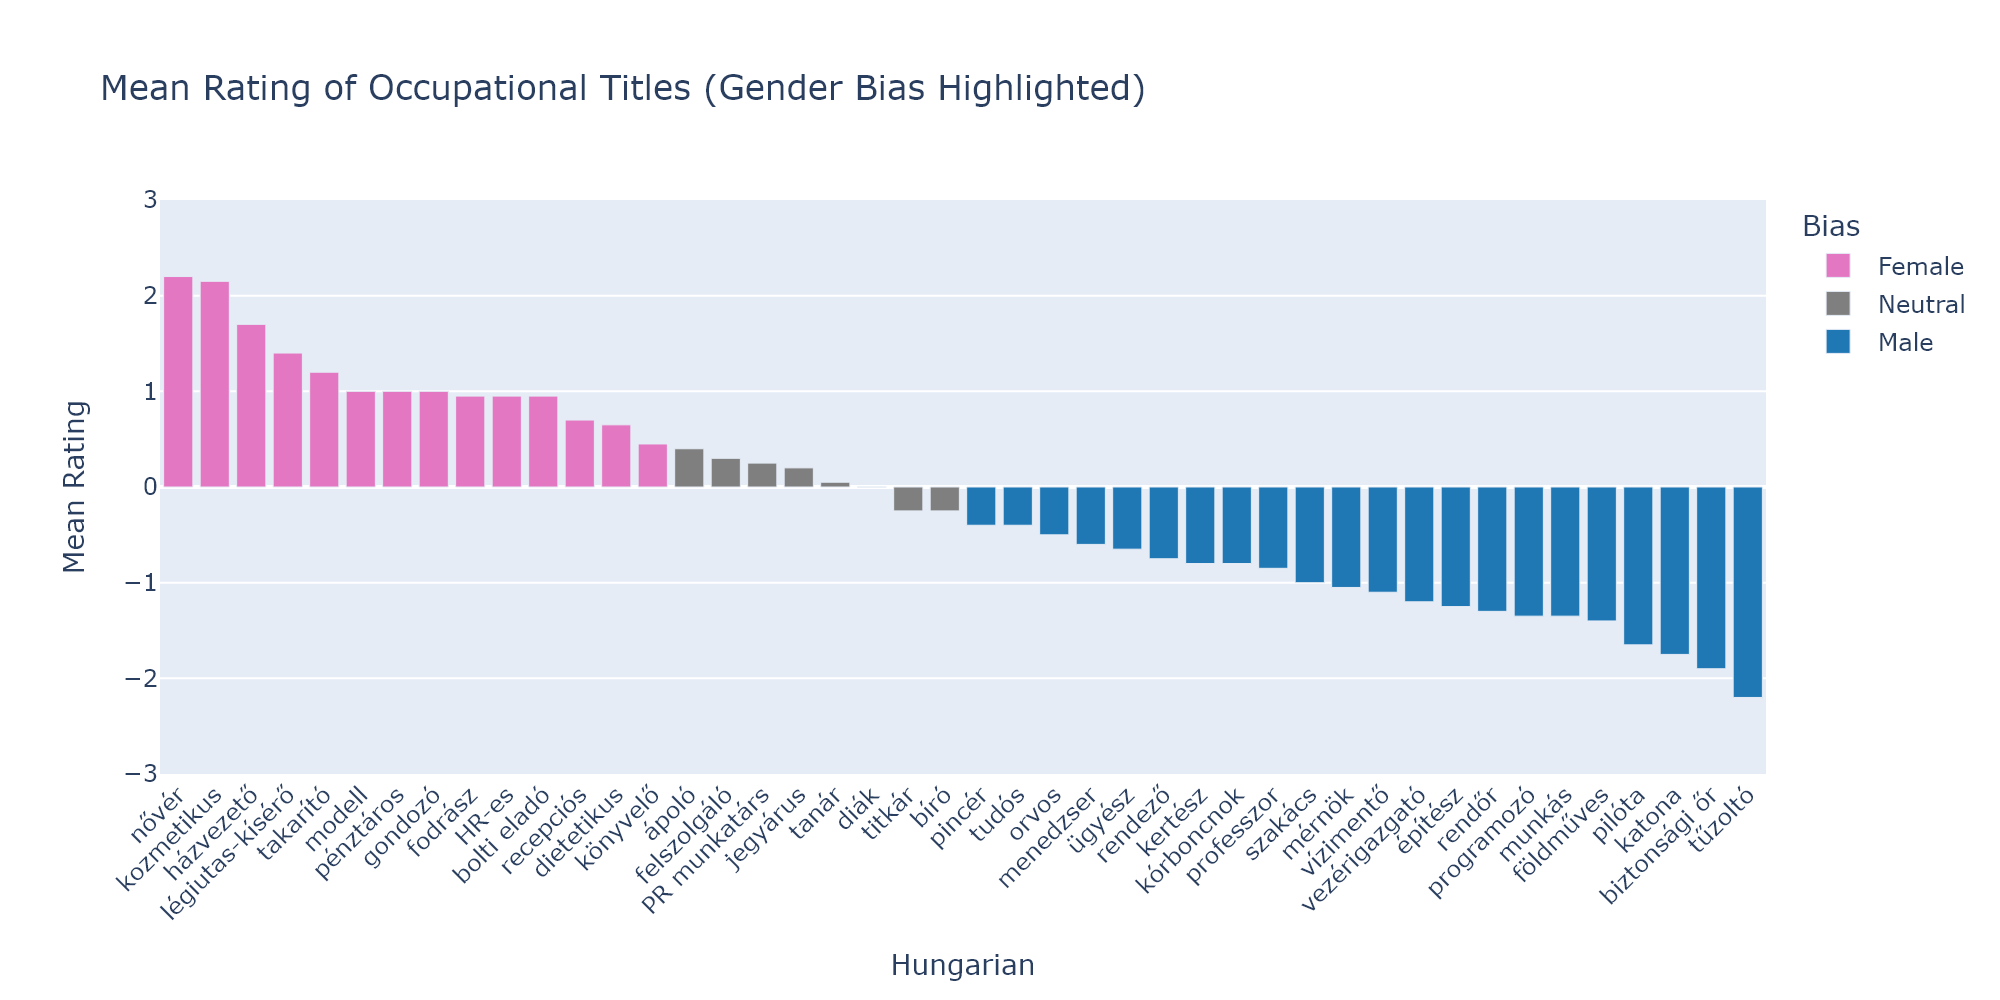 Mean Rating of Occupational Titles (Gender Bias Highlighted)
3
2
1
0
−1
−2
−3
Mean Rating
nővér
kozmetikus
házvezető
légiutas-kísérő
takarító
modell
pénztáros
gondozó
fodrász
HR-es
bolti eladó
recepciós
dietetikus
könyvelő
ápoló
felszolgáló
PR munkatárs
jegyárus
tanár
diák
titkár
bíró
pincér
tudós
orvos
menedzser
ügyész
rendező
kertész
kórboncnok
professzor
szakács
mérnök
vízimentő
vezérigazgató
építész
rendőr
programozó
munkás
földműves
pilóta
katona
biztonsági őr
tűzoltó
Hungarian
Bias
Female
Neutral
Male